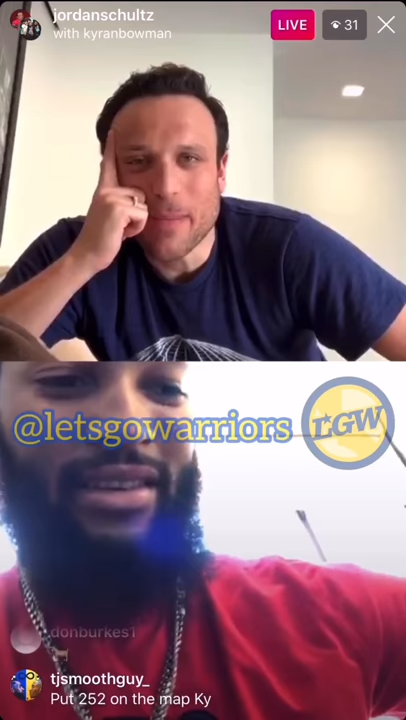 jordanschultz
with kyranbowman
LIVE
31
@letsgowarriors
LGW
donburkes1
tjsmoothguy_
Put 252 on the map Ky